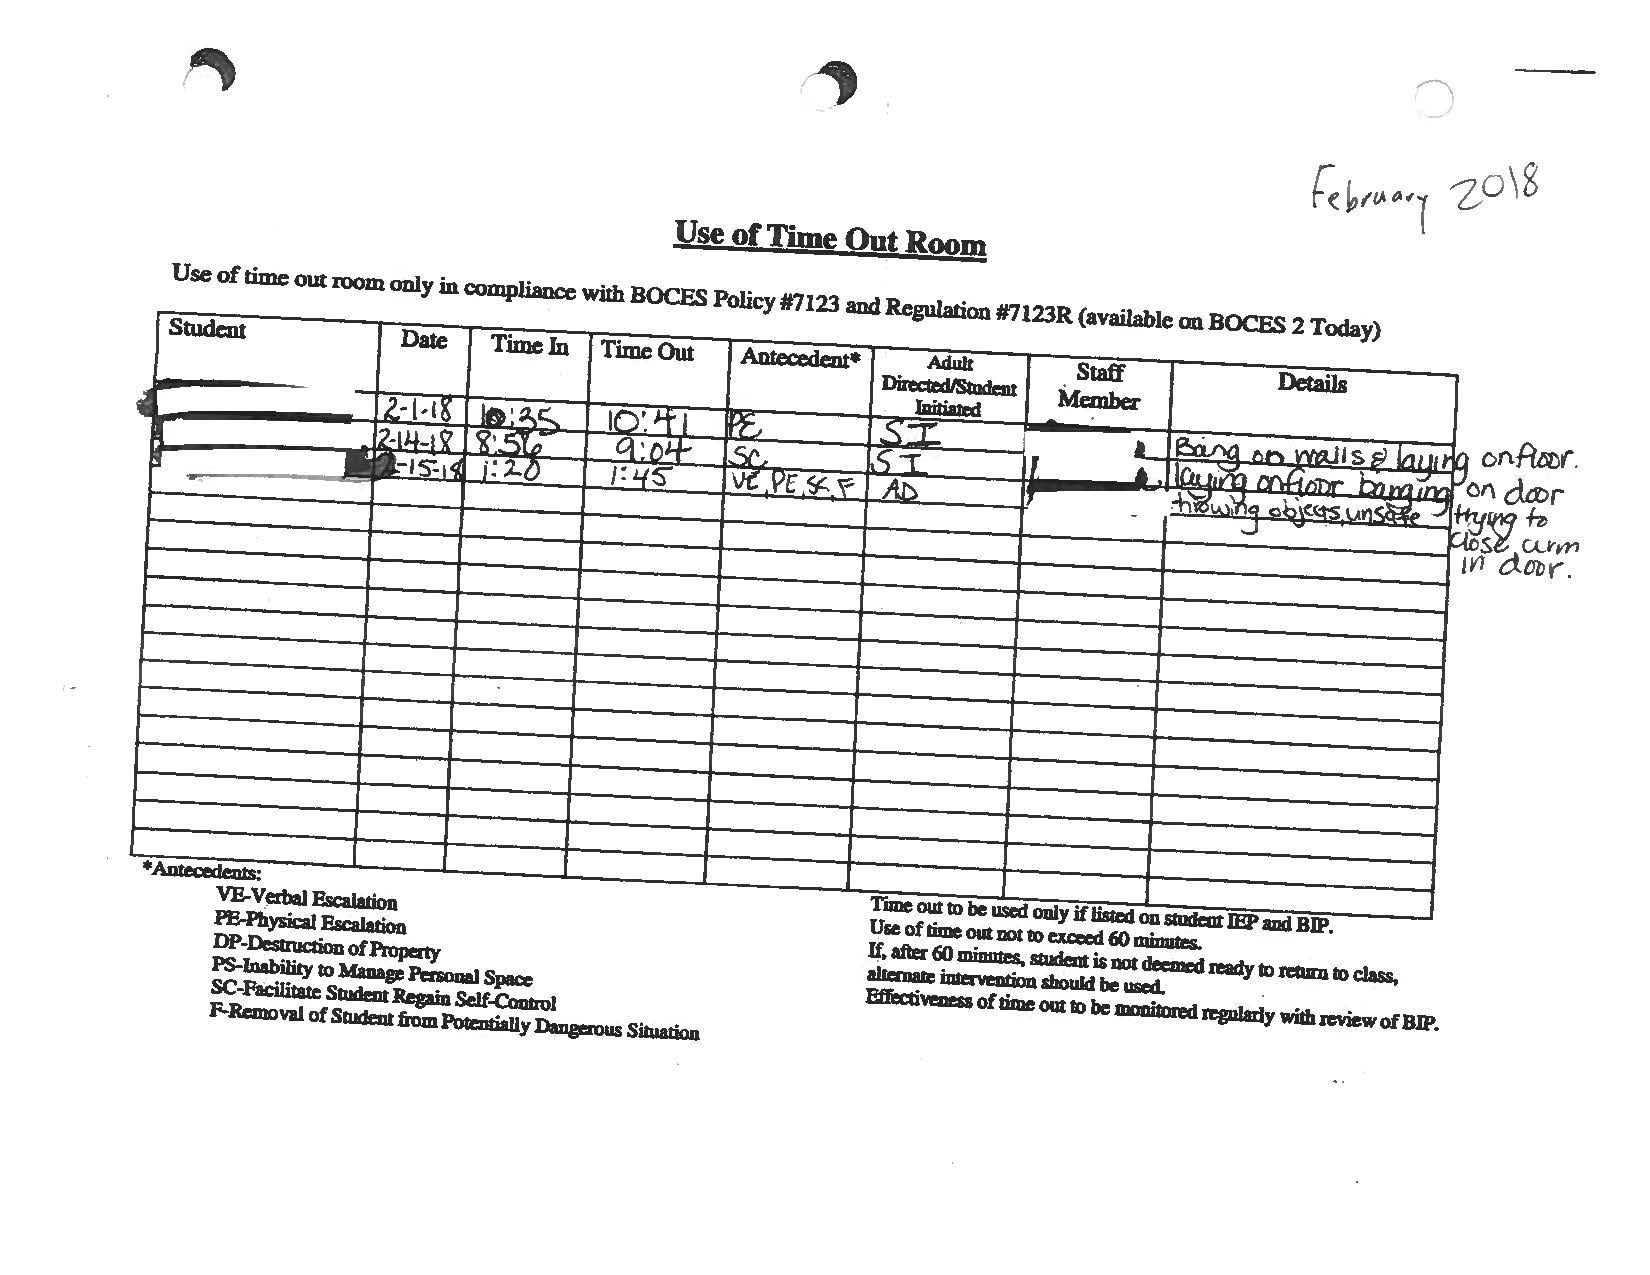 February 2018
Use of Time Out Room
Use of time out room only in compliance with BOCES Policy #7123 and Regulation #7123R (available on BOCES 2 Today)
Student Date Time In Time Out Antecedent* Adult Directed/Student Initiated Staff Member Details
2-1-18 10:35 10:41 PE SI Bang on walls & laying on floor.
2-14-18 8:56 9:04 SC SI laying on floor banging on door
2-15-18 1:20 1:45 VE, PE, SC, F AD throwing objects, unsafe trying to
close arm
in door.
*Antecedents:
VE-Verbal Escalation
PE-Physical Escalation
DP-Destruction of Property
PS-Inability to Manage Personal Space
SC-Facilitate Student Regain Self-Control
F-Removal of Student from Potentially Dangerous Situation
Time out to be used only if listed on student IEP and BIP.
Use of time out not to exceed 60 minutes.
If, after 60 minutes, student is not deemed ready to return to class,
alternate intervention should be used.
Effectiveness of time out to be monitored regularly with review of BIP.